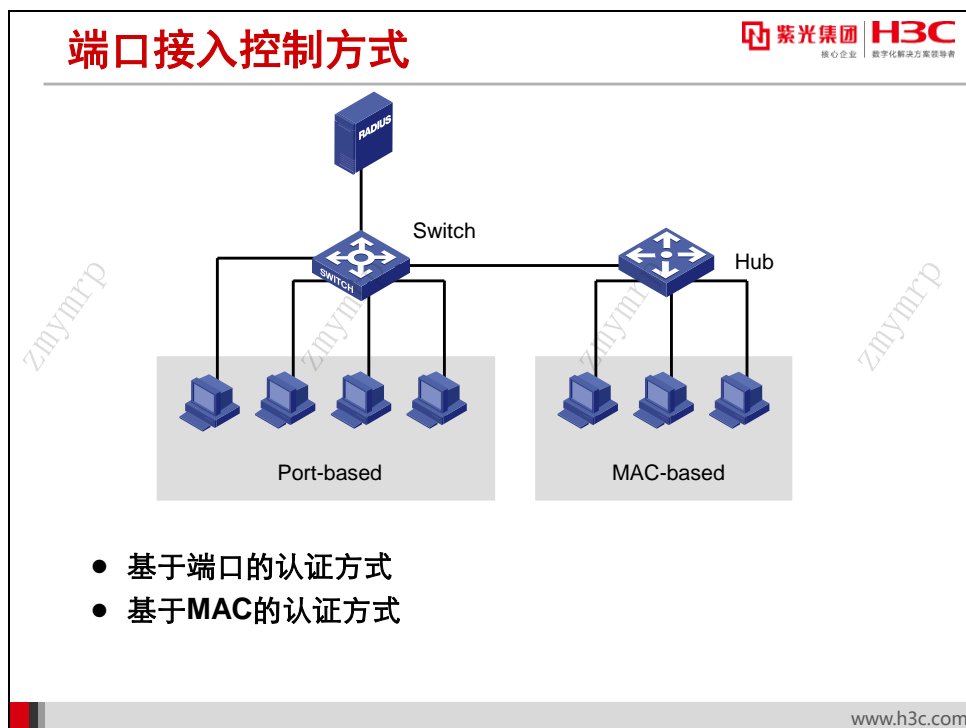 端口接入控制方式
紫光集团
核心企业
H3C
数字化解决方案领导者
RADIUS
Switch
SWITCH
Hub
zmymrp
zmymrp
zmymrp
Port-based
MAC-based
● 基于端口的认证方式
● 基于MAC的认证方式
www.h3c.com